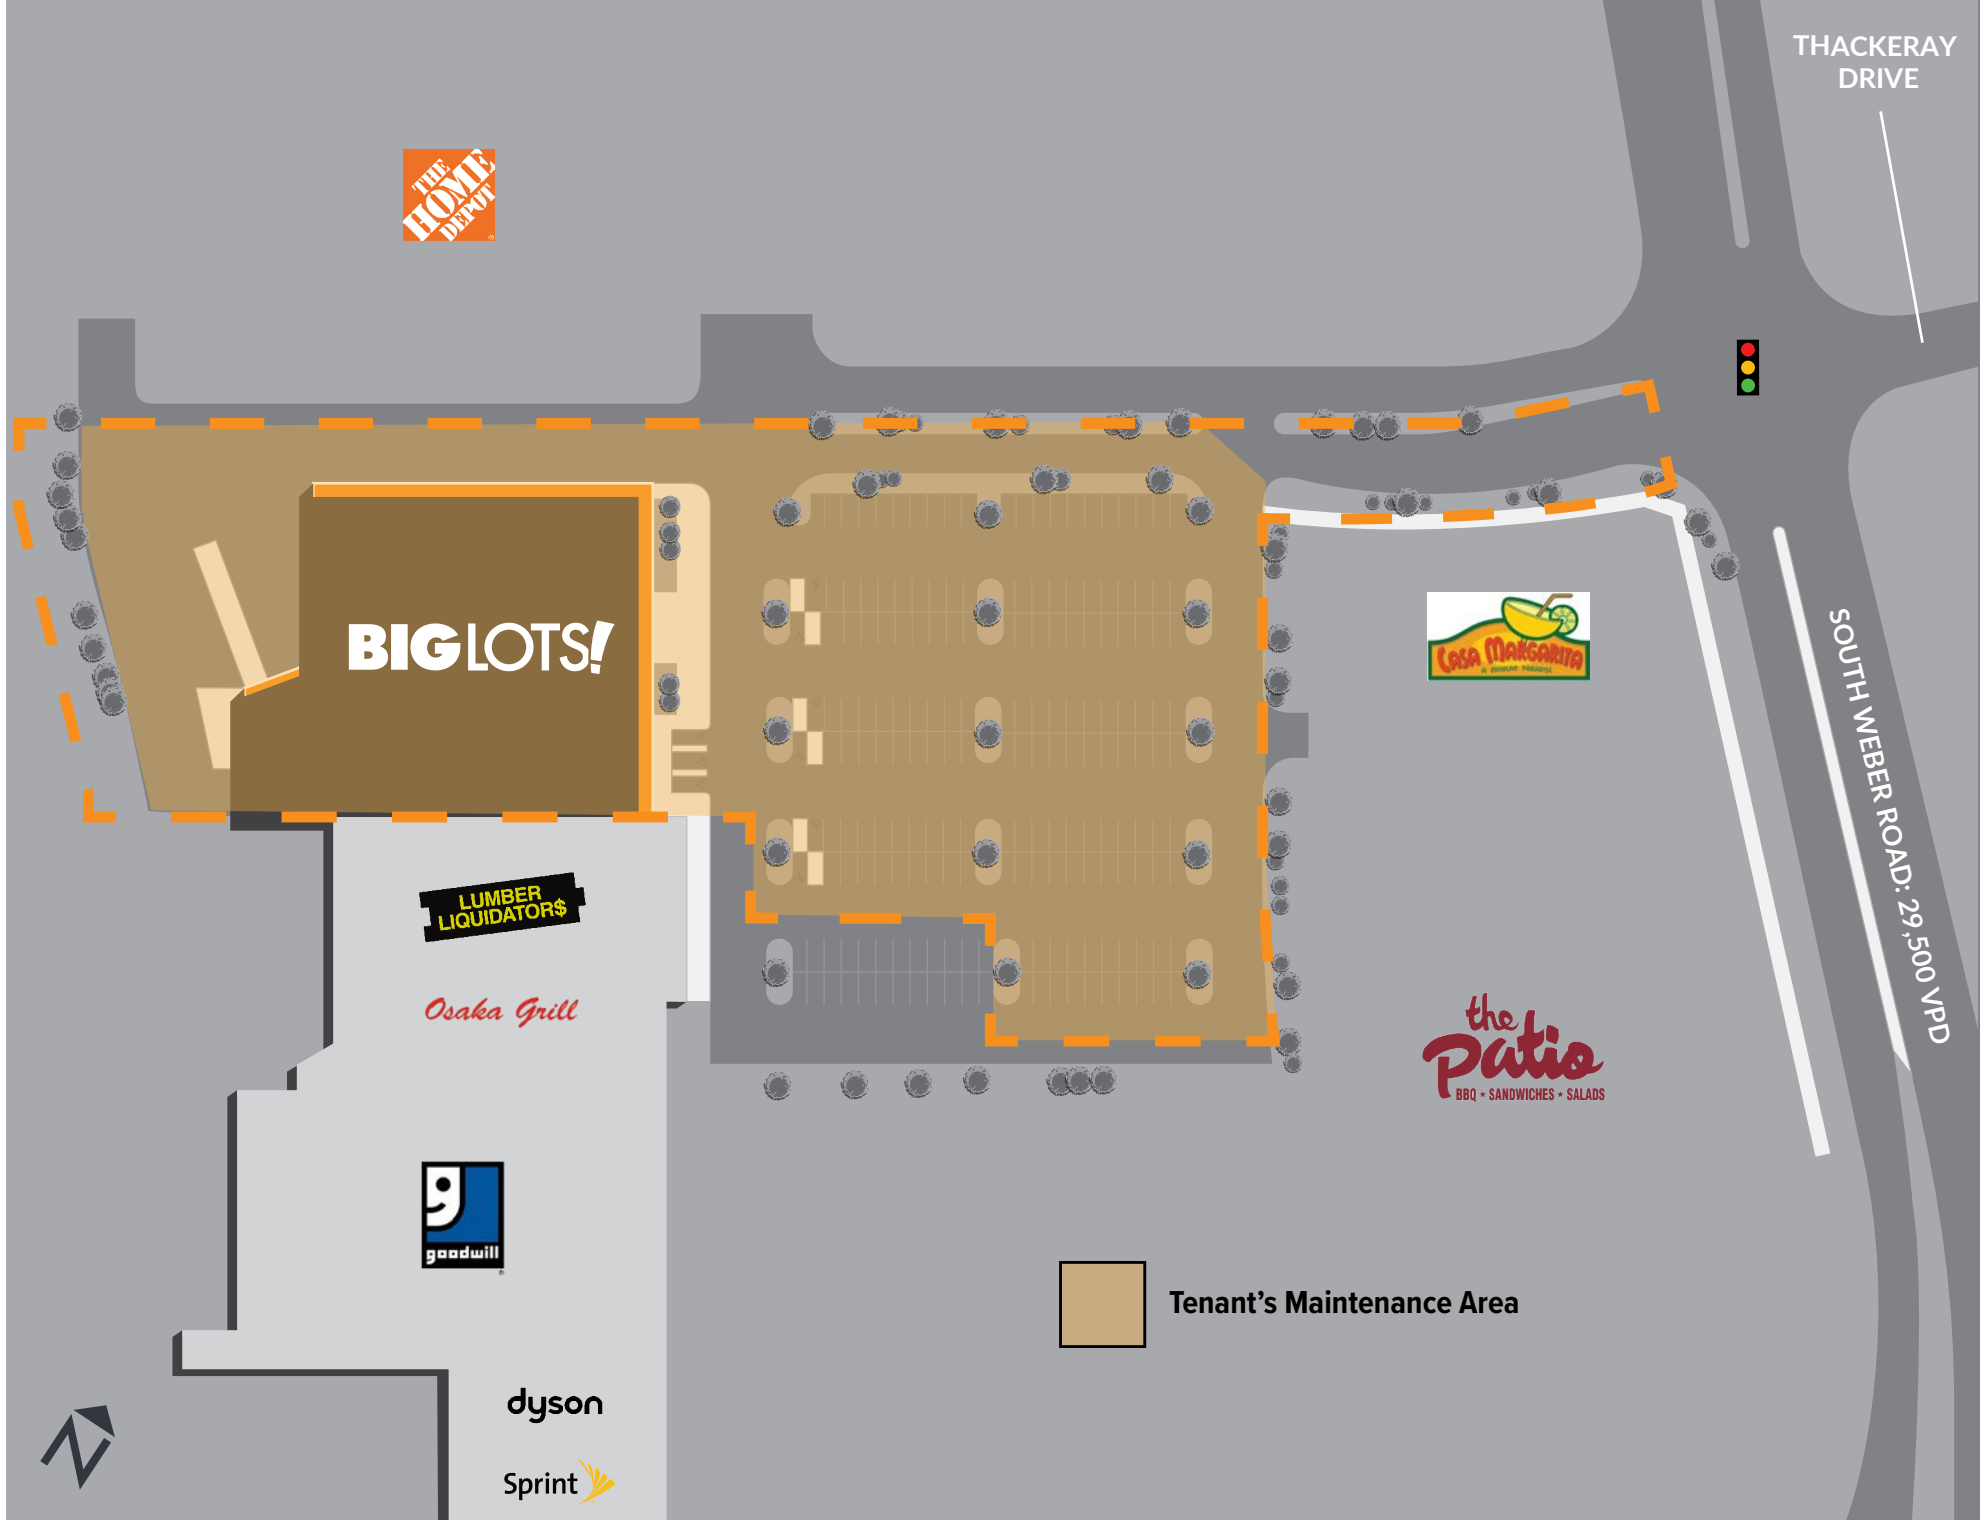 THACKERAY
DRIVE
THE
HOME
DEPOT
BIG LOTS!
CASA MARGARITA
SOUTH WEBER ROAD: 29,500 VPD
LUMBER
LIQUIDATOR$
Osaka Grill
the
Patio
BBQ ★ SANDWICHES ★ SALADS
goodwill
Tenant's Maintenance Area
dyson
Sprint
N